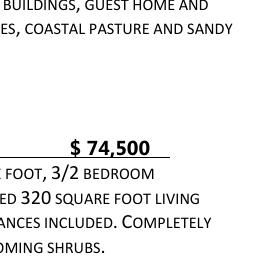 BUILDINGS, GUEST HOME AND
ES, COASTAL PASTURE AND SANDY
$ 74,500
FOOT, 3/2 BEDROOM
ED 320 SQUARE FOOT LIVING
ANCES INCLUDED. COMPLETELY
OMING SHRUBS.